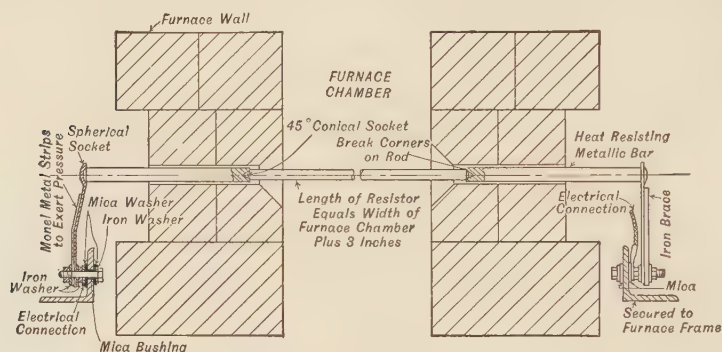 Furnace Wall
FURNACE
CHAMBER
Spherical
Socket
45° Conical Socket
Break Corners
on Rod
Heat Resisting
Metallic Bar
Monel Metal Strips
to Exert Pressure
Mica Washer
Iron Washer
Length of Resistor
Equals Width of
Furnace Chamber
Plus 3 Inches
Electrical
Connection
Iron Brace
Iron
Washer
Electrical
Connection
Mica Bushing
Mica
Secured to
Furnace Frame